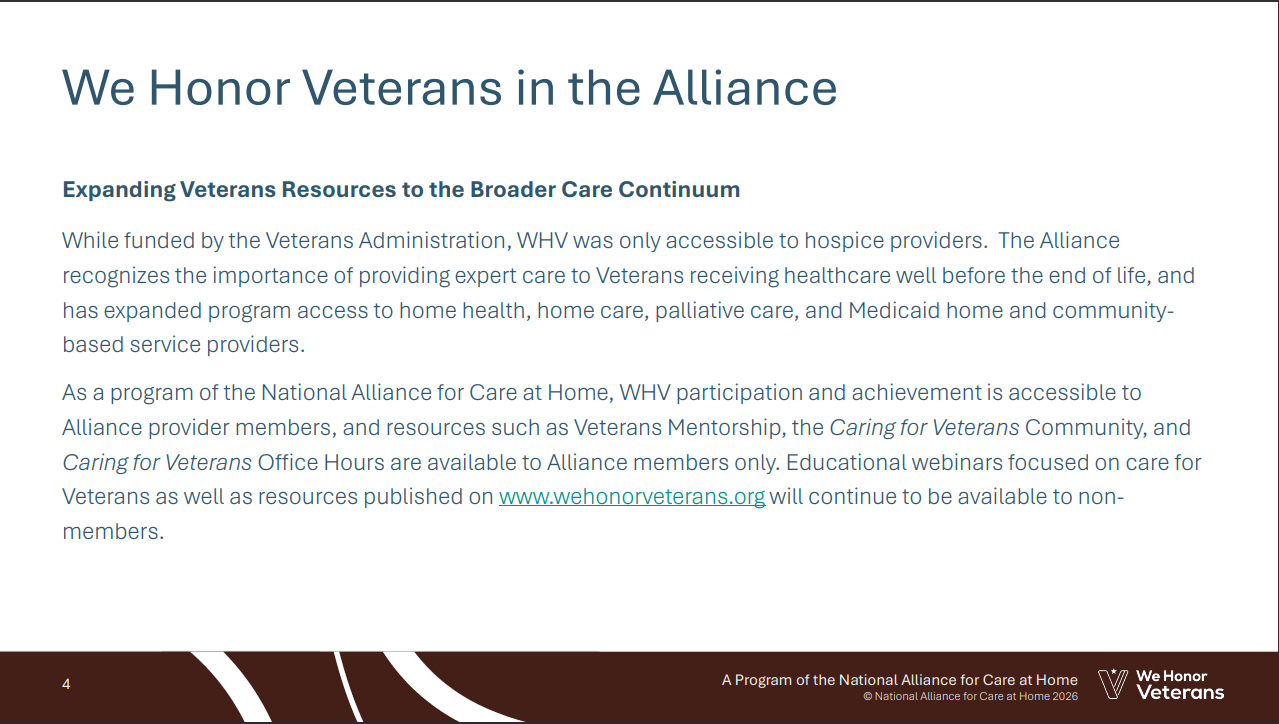 We Honor Veterans in the Alliance
Expanding Veterans Resources to the Broader Care Continuum
While funded by the Veterans Administration, WHV was only accessible to hospice providers.  The Alliance
recognizes the importance of providing expert care to Veterans receiving healthcare well before the end of life, and
has expanded program access to home health, home care, palliative care, and Medicaid home and community-
based service providers.
As a program of the National Alliance for Care at Home, WHV participation and achievement is accessible to
Alliance provider members, and resources such as Veterans Mentorship, the Caring for Veterans Community, and
Caring for Veterans Office Hours are available to Alliance members only. Educational webinars focused on care for
Veterans as well as resources published on www.wehonorveterans.org will continue to be available to non-
members.
4
A Program of the National Alliance for Care at Home
© National Alliance for Care at Home 2026
We Honor
Veterans